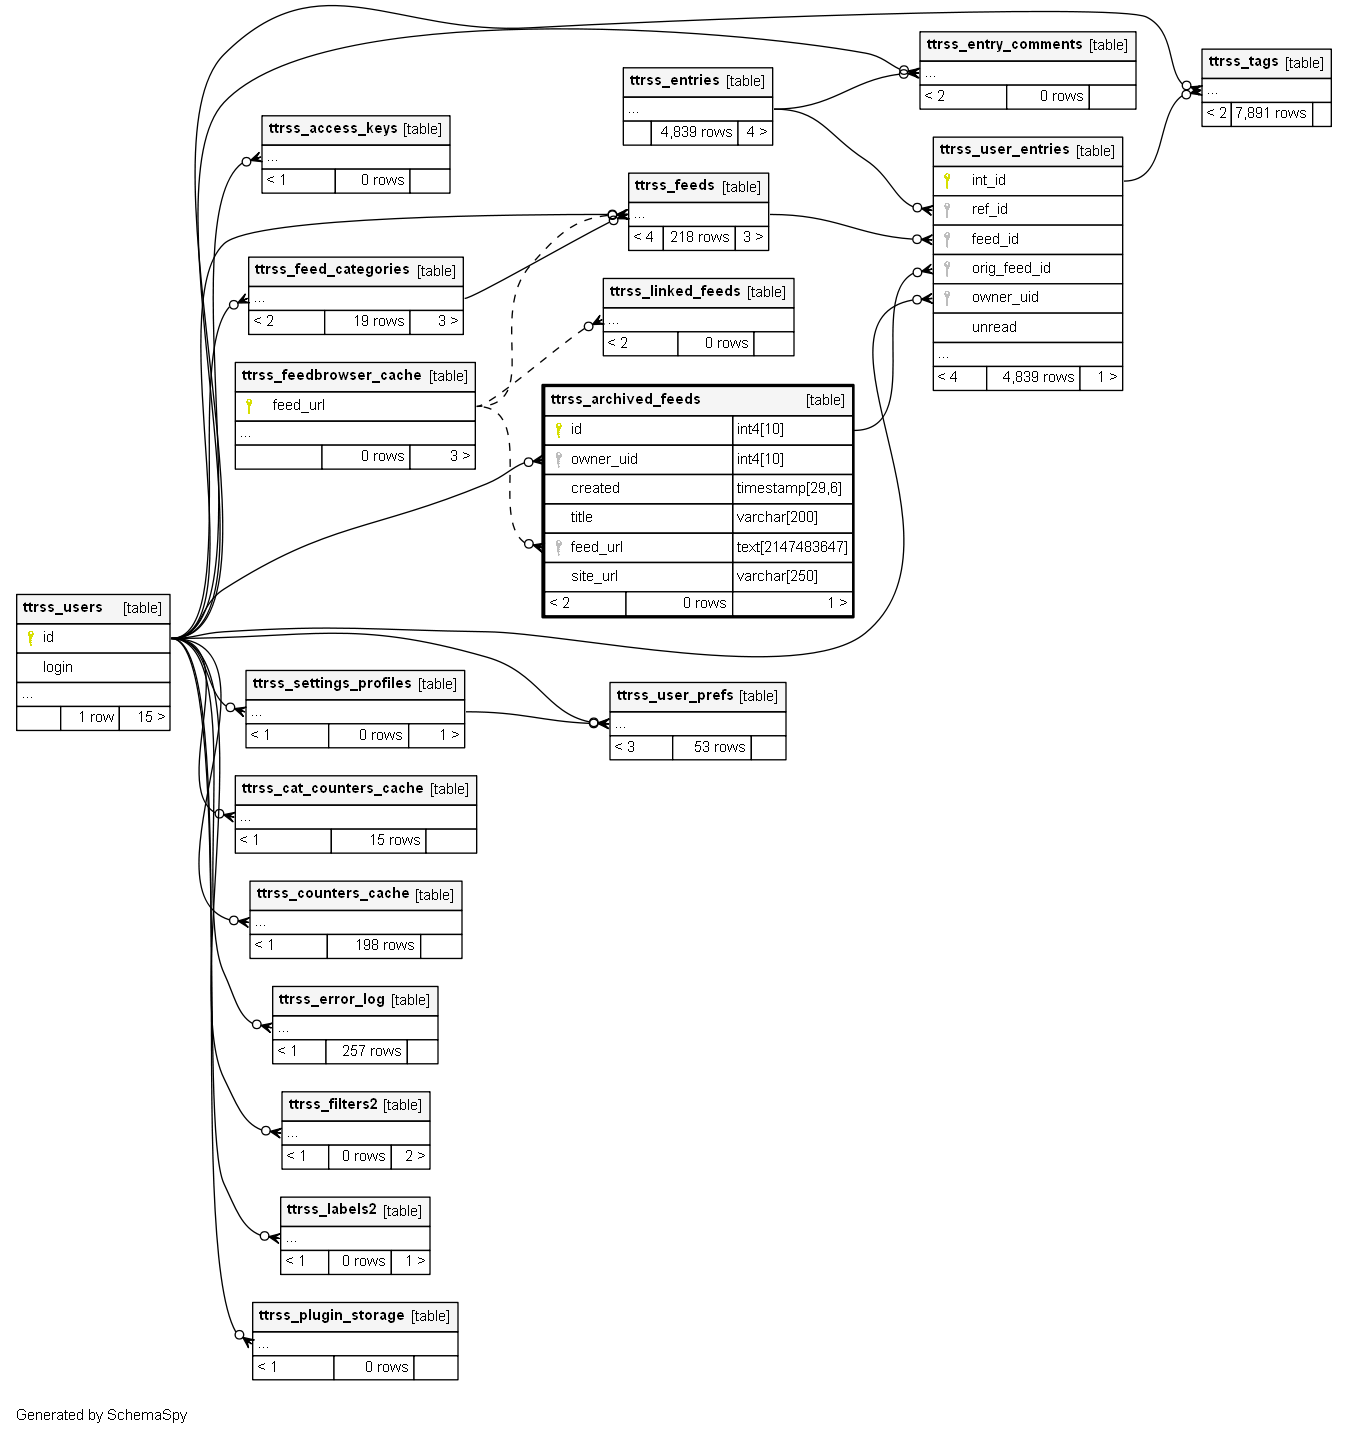 ttrss_entry_comments [table]
...
< 2 0 rows
ttrss_tags [table]
...
< 2 7,891 rows
ttrss_entries [table]
...
4,839 rows 4 >
ttrss_access_keys [table]
...
< 1 0 rows
ttrss_user_entries [table]
int_id
ref_id
feed_id
orig_feed_id
owner_uid
unread
...
< 4 4,839 rows 1 >
ttrss_feeds [table]
...
< 4 218 rows 3 >
ttrss_feed_categories [table]
...
< 2 19 rows 3 >
ttrss_linked_feeds [table]
...
< 2 0 rows
ttrss_feedbrowser_cache [table]
feed_url
...
0 rows 3 >
ttrss_archived_feeds [table]
id int4[10]
owner_uid int4[10]
created timestamp[29,6]
title varchar[200]
feed_url text[2147483647]
site_url varchar[250]
< 2 0 rows 1 >
ttrss_users [table]
id
login
...
1 row 15 >
ttrss_settings_profiles [table]
...
< 1 0 rows 1 >
ttrss_user_prefs [table]
...
< 3 53 rows
ttrss_cat_counters_cache [table]
...
< 1 15 rows
ttrss_counters_cache [table]
...
< 1 198 rows
ttrss_error_log [table]
...
< 1 257 rows
ttrss_filters2 [table]
...
< 1 0 rows 2 >
ttrss_labels2 [table]
...
< 1 0 rows 1 >
ttrss_plugin_storage [table]
...
< 1 0 rows
Generated by SchemaSpy